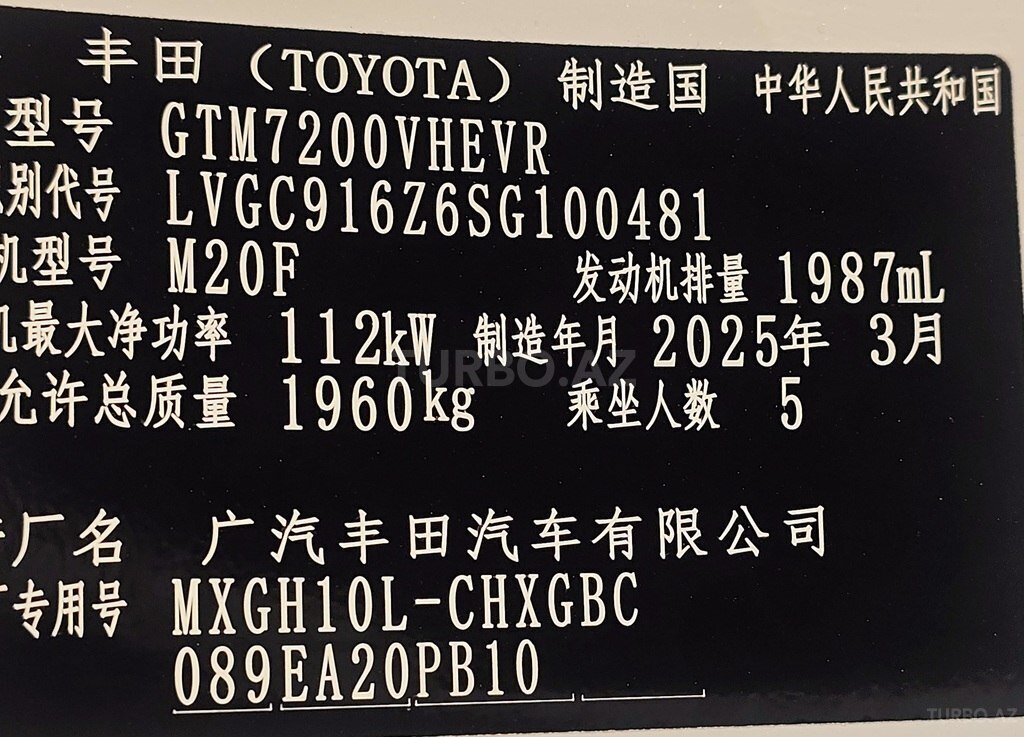 丰田（TOYOTA） 制造国 中华人民共和国
型号 GTM7200VHEVR
别代号 LVGC916Z6SG100481
机型号 M20F 发动机排量 1987mL
机最大净功率 112kW 制造年月 2025年 3月
允许总质量 1960kg 乘坐人数 5
TURBO.AZ
厂名 广汽丰田汽车有限公司
专用号 MXGH10L-CHXGBC
089EA20PB10
TURBO.AZ